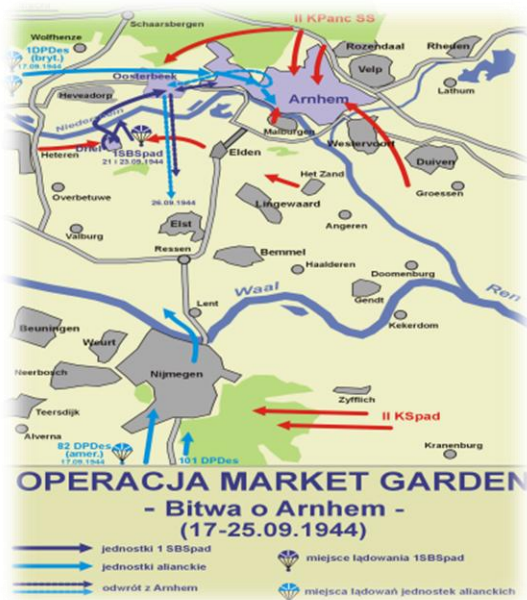 Schaarsbergen
II KPanc SS
Wolfhenze
1DPDes
(bryt.)
17.09.1944
Rozendaal
Rheden
Velp
Oosterbeek
Lathum
Heveadorp
Arnhem
Malburgen
Driel
1SBSpad
21 i 23.09.1944
Westervoort
Heteren
Elden
Duiven
Het Zand
Groessen
Overbetuwe
26.09.1944
Lingewaard
Elst
Angeren
Valburg
Ressen
Bemmel
Haalderen
Doornenburg
Waal
Ren
Gendt
Lent
Kekerdom
Beuningen
Weurt
Neerbosch
Nijmegen
Zyfflich
Teersdijk
II KSpad
Alverna
82 DPDes
(amer.)
17.09.1944
101 DPDes
Kranenburg
OPERACJA MARKET GARDEN
- Bitwa o Arnhem -
(17-25.09.1944)
jednostki 1 SBSpad
miejsce lądowania 1SBSpad
jednostki alianckie
odwrót z Arnhem
miejsca lądowań jednostek alianckich